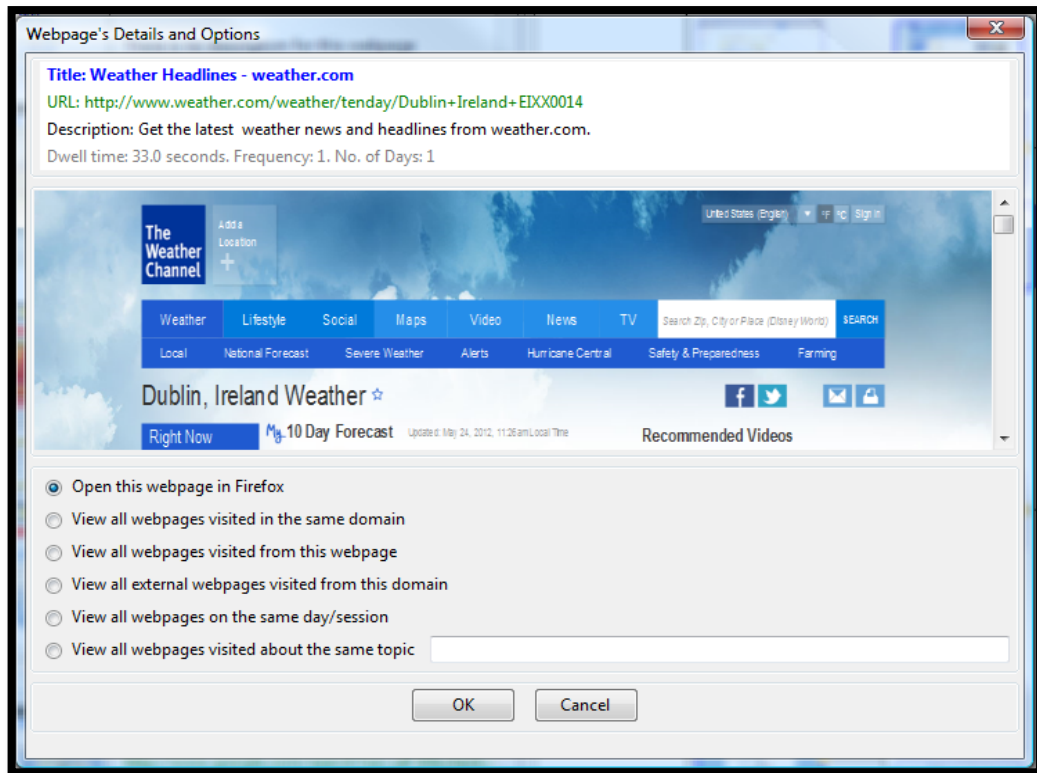 Webpage's Details and Options
x
Title: Weather Headlines - weather.com
URL: http://www.weather.com/weather/tenday/Dublin+Ireland+EIXX0014
Description: Get the latest weather news and headlines from weather.com.
Dwell time: 33.0 seconds. Frequency: 1. No. of Days: 1
The
Weather
Channel
Add a
Location
+
United States (English) ▼ °F °C Sign In
Weather Lifestyle Social Maps Video News TV Search Zip, City or Place (Disney World) SEARCH
Local National Forecast Severe Weather Alerts Hurricane Central Safety & Preparedness Farming
Dublin, Ireland Weather ☆
Right Now My 10 Day Forecast Updated: May 24, 2012, 11:26am Local Time Recommended Videos
Open this webpage in Firefox
View all webpages visited in the same domain
View all webpages visited from this webpage
View all external webpages visited from this domain
View all webpages on the same day/session
View all webpages visited about the same topic
OK Cancel